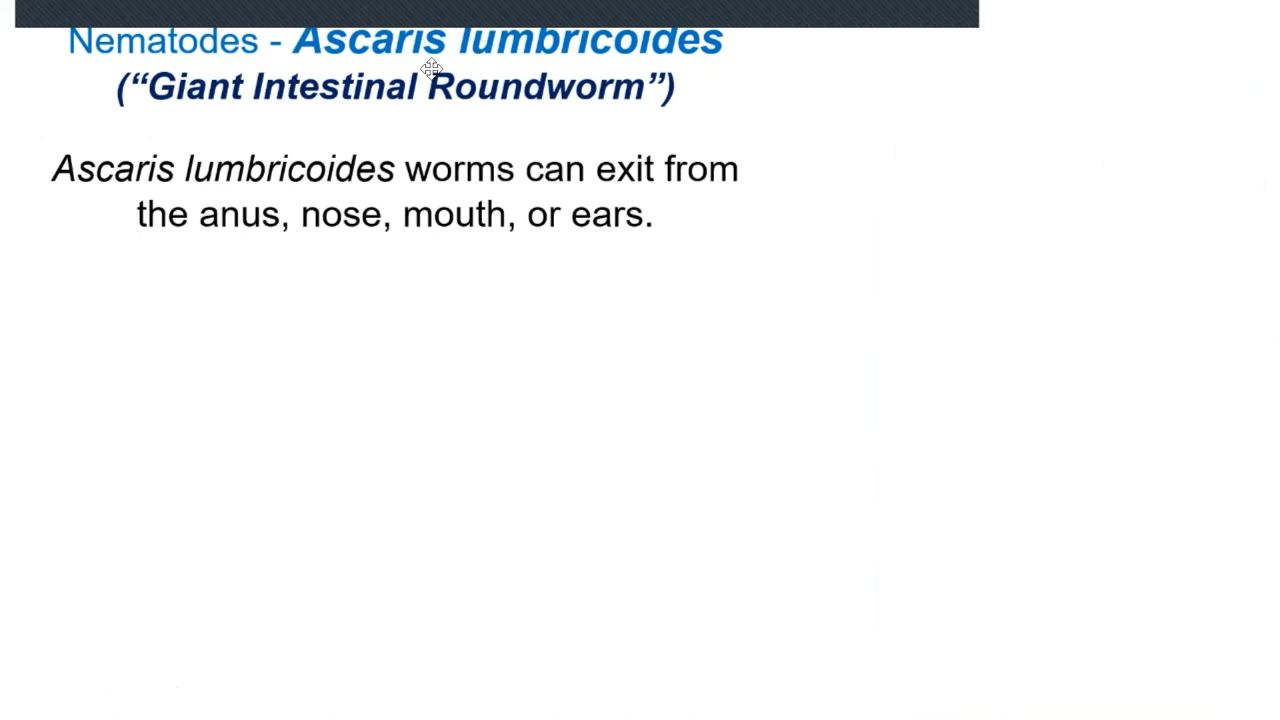 Nematodes - Ascaris lumbricoides
(“Giant Intestinal Roundworm”)
Ascaris lumbricoides worms can exit from
the anus, nose, mouth, or ears.